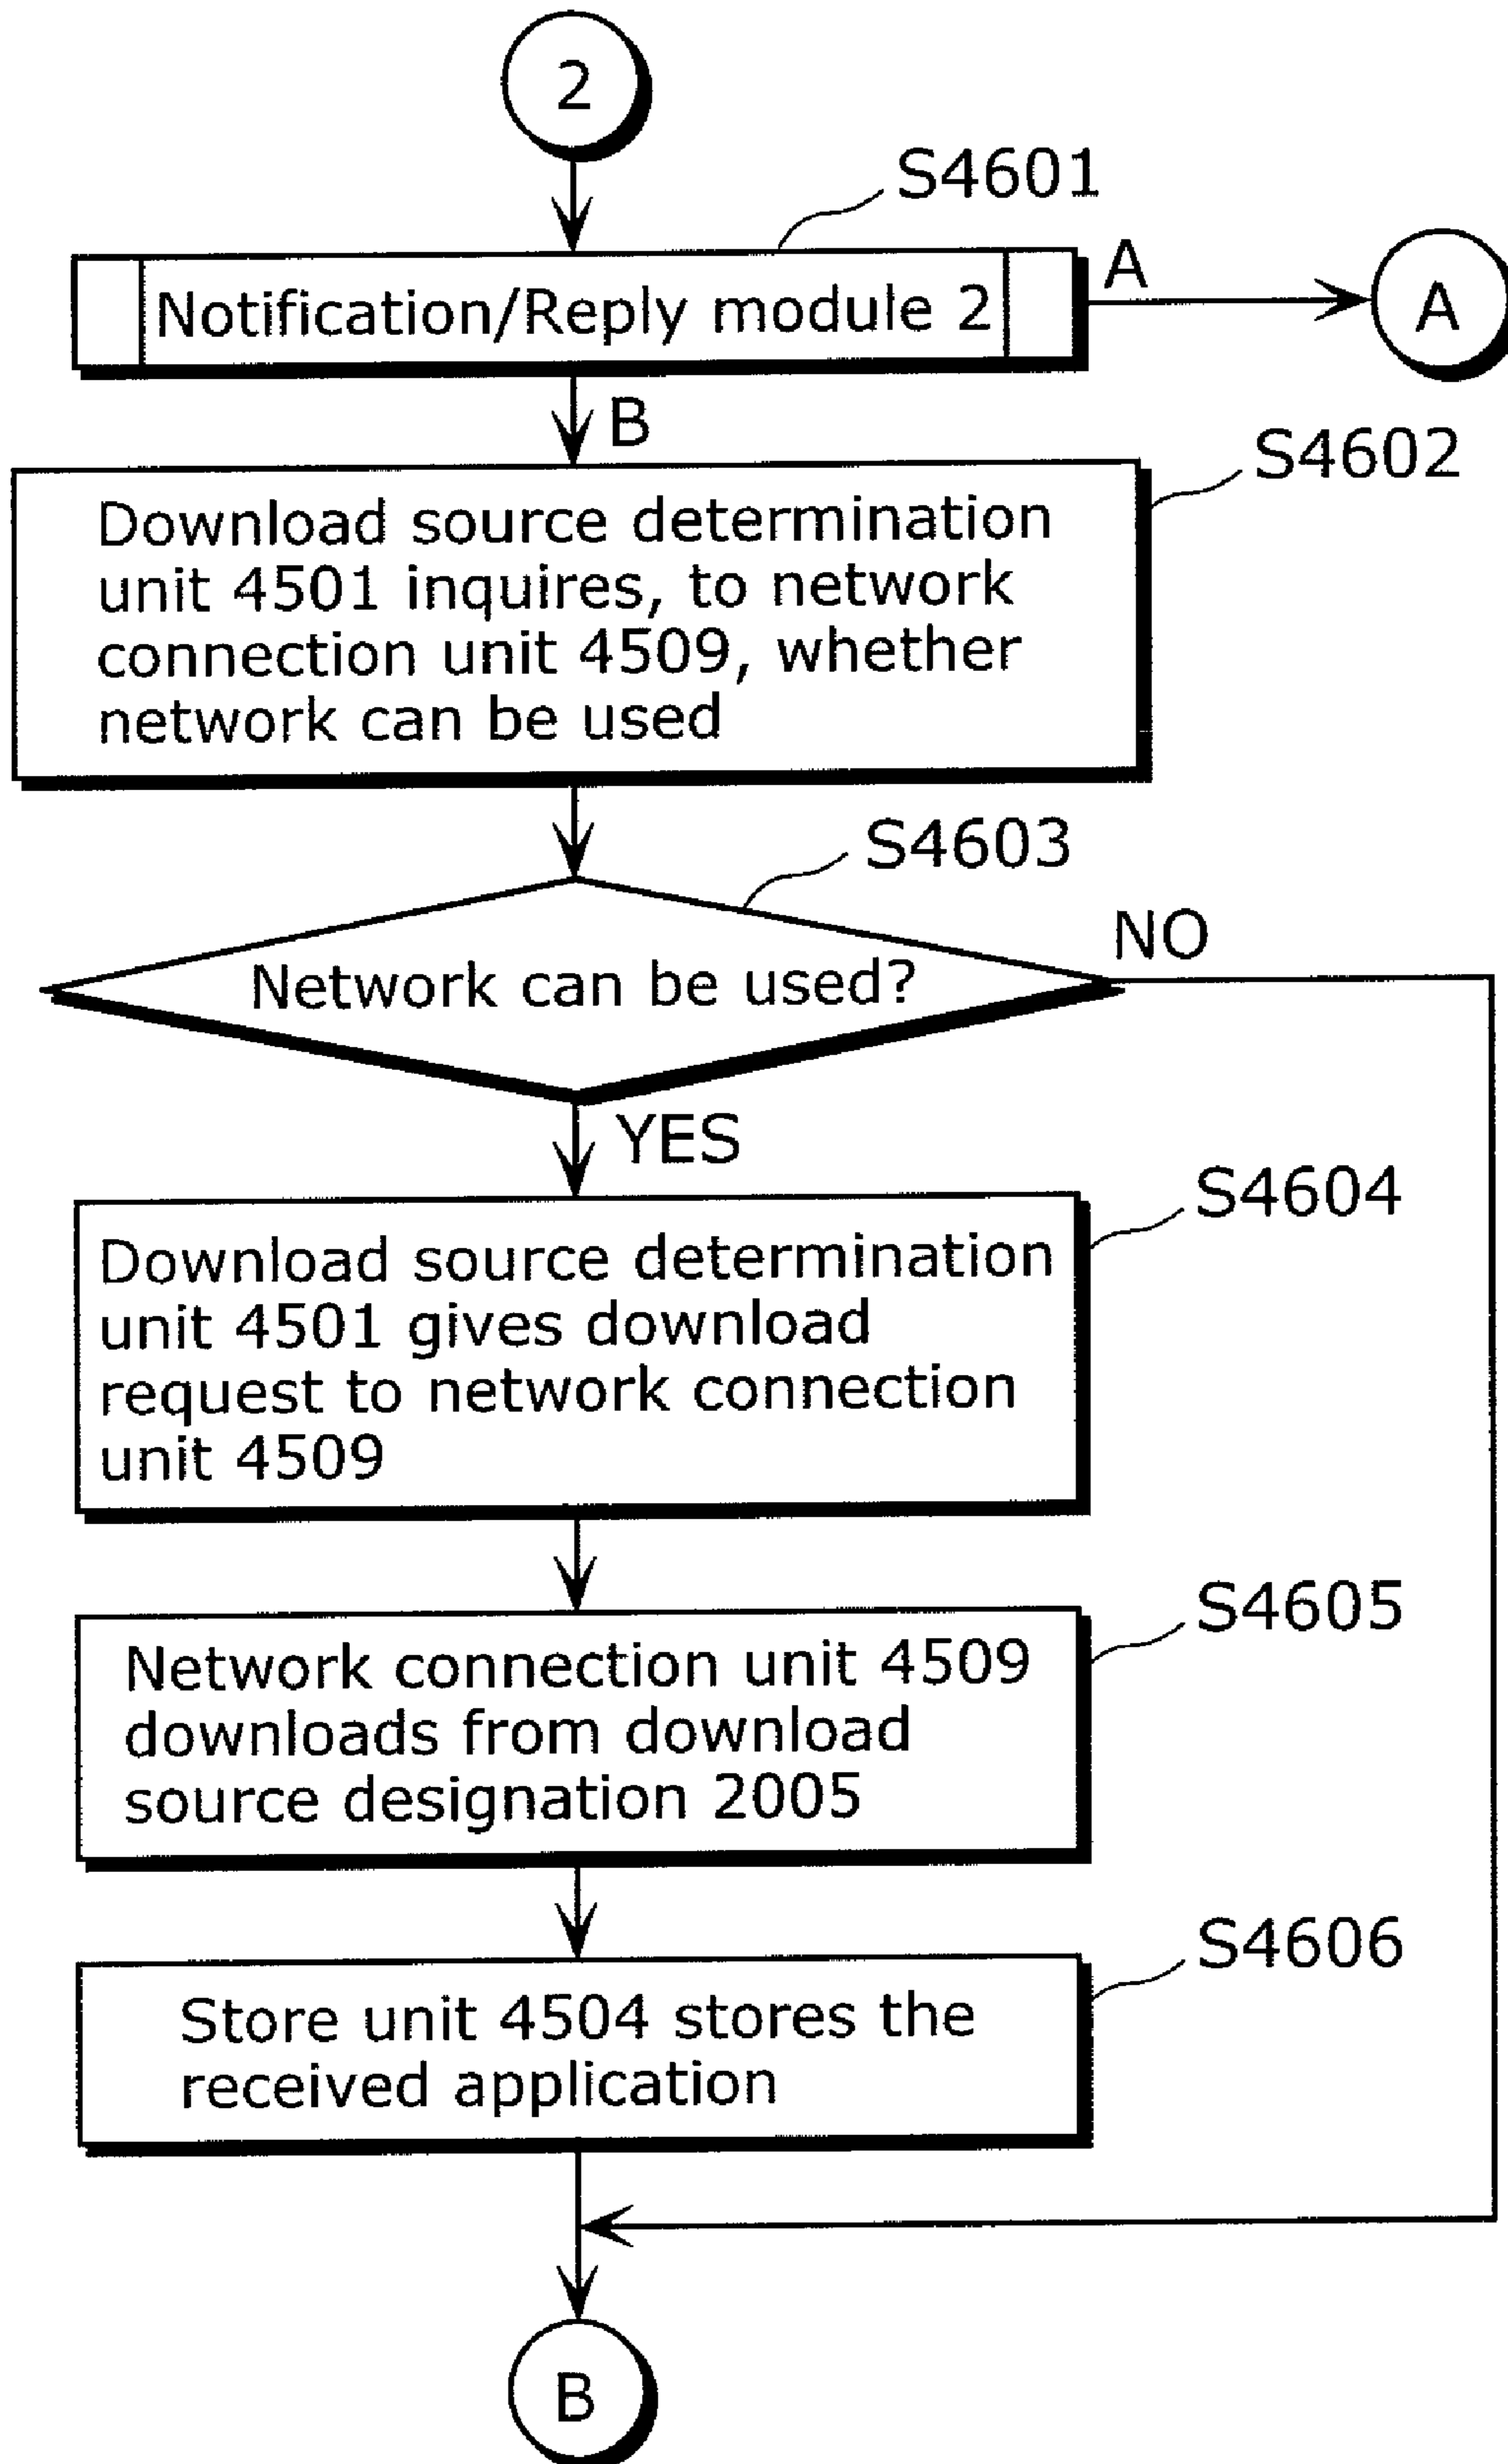 2
S4601
Notification/Reply module 2
A
A
B
S4602
Download source determination
unit 4501 inquires, to network
connection unit 4509, whether
network can be used
S4603
NO
Network can be used?
YES
S4604
Download source determination
unit 4501 gives download
request to network connection
unit 4509
S4605
Network connection unit 4509
downloads from download
source designation 2005
S4606
Store unit 4504 stores the
received application
B